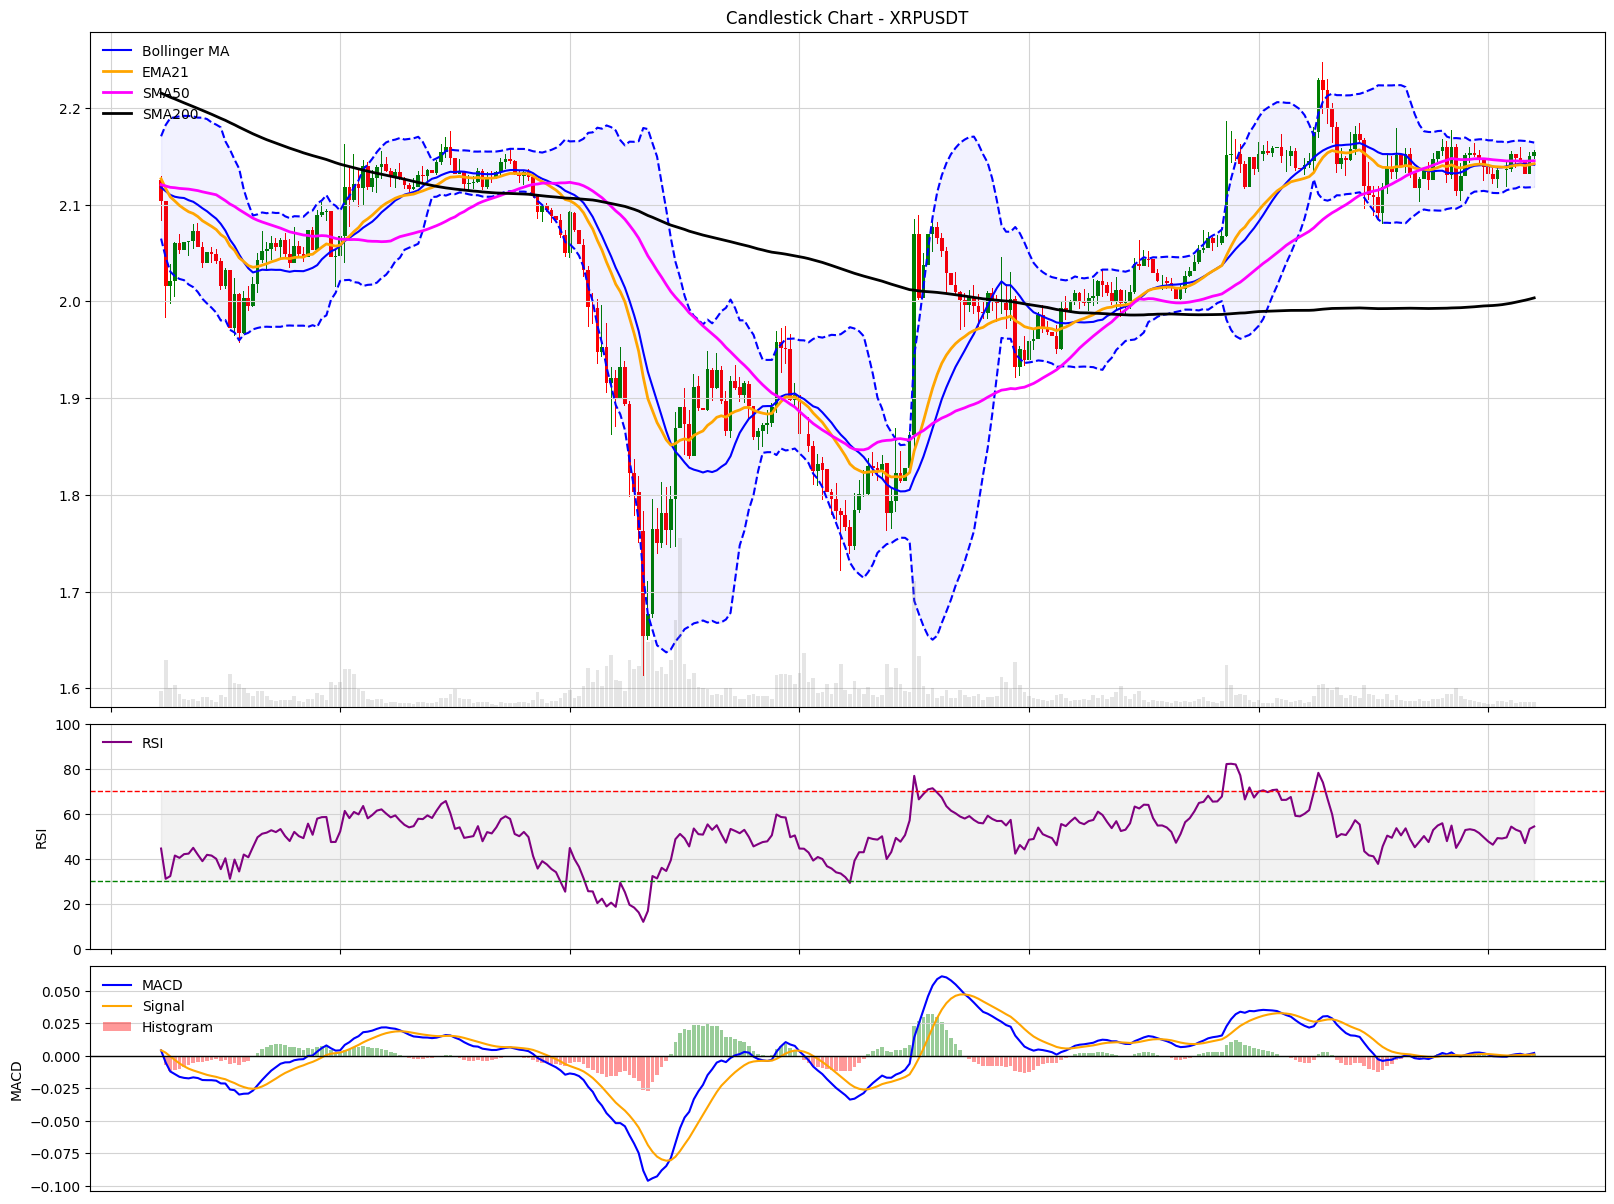 Candlestick Chart - XRPUSDT
Bollinger MA
EMA21
SMA50
SMA200
2.2
2.1
2.0
1.9
1.8
1.7
1.6
100
80
60
40
20
0
RSI
RSI
0.050
0.025
0.000
−0.025
−0.050
−0.075
−0.100
MACD
MACD
Signal
Histogram